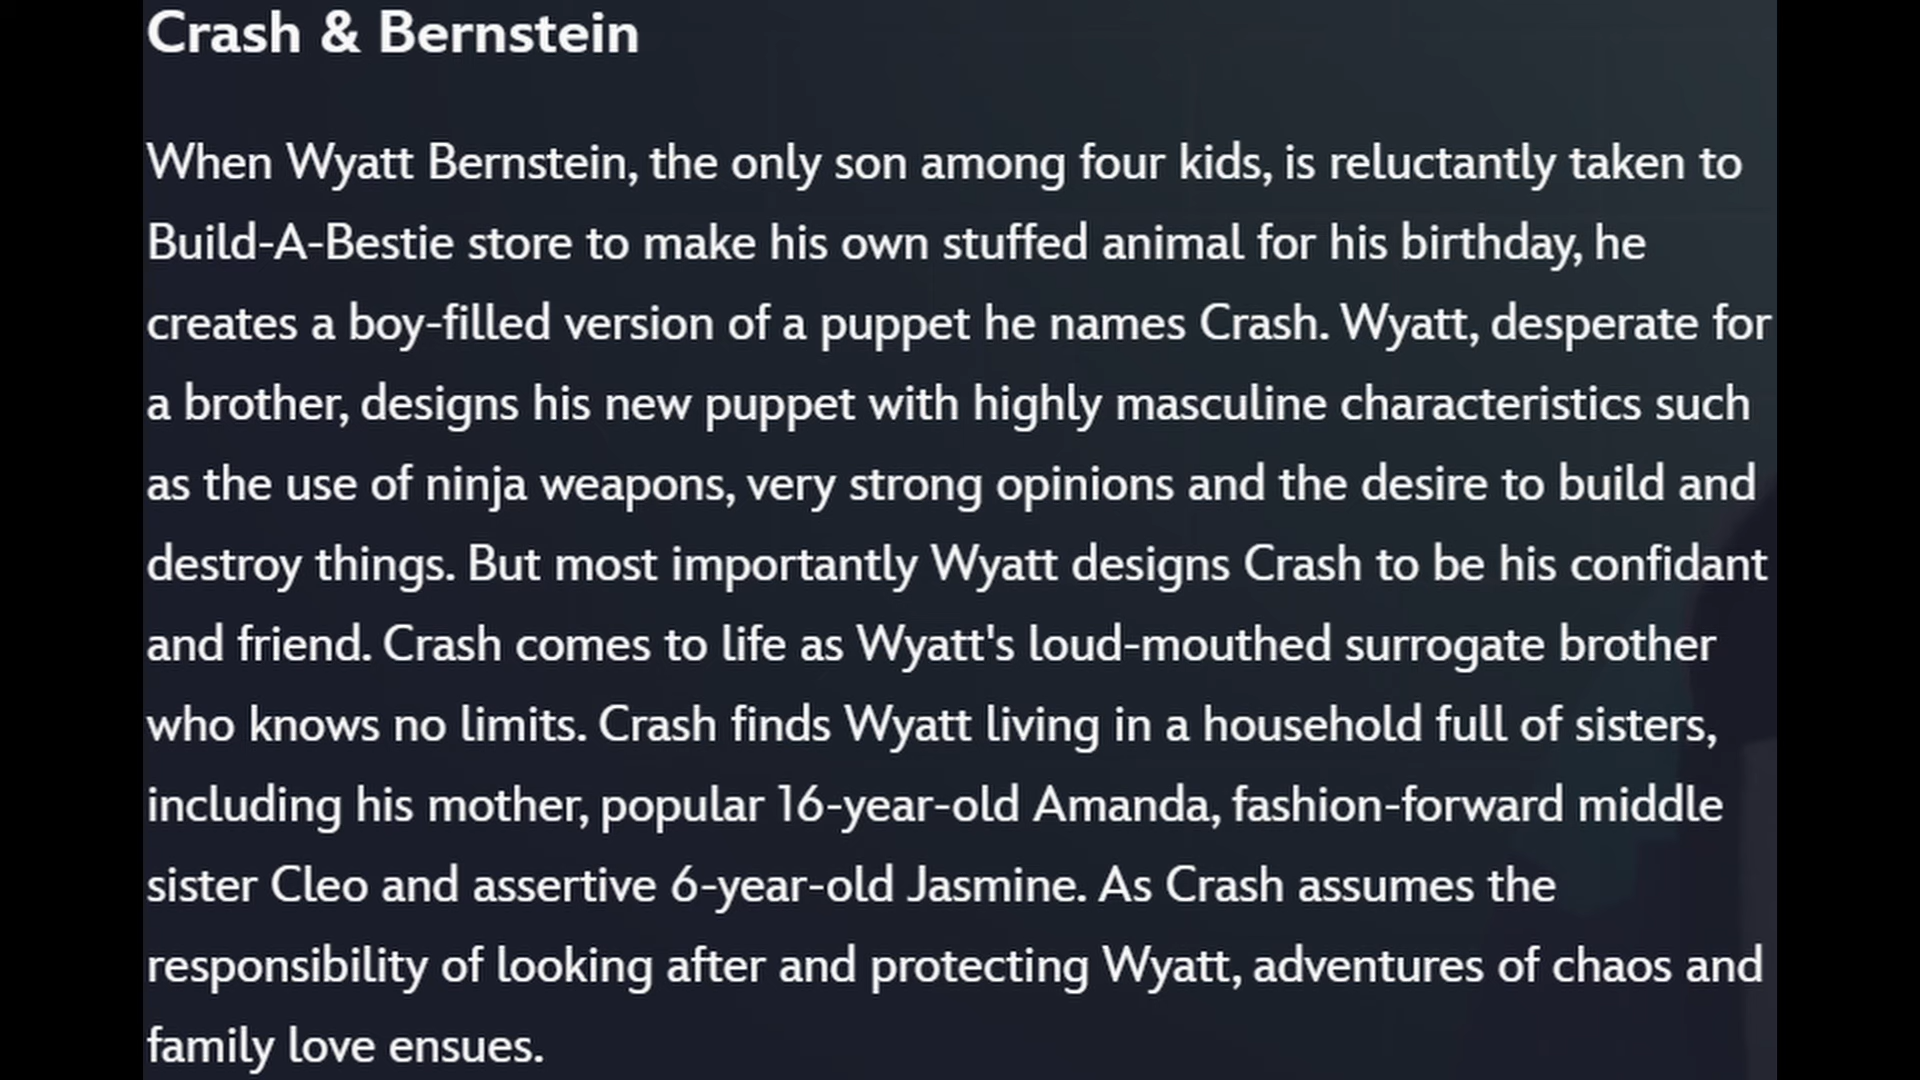 Crash & Bernstein
When Wyatt Bernstein, the only son among four kids, is reluctantly taken to
Build-A-Bestie store to make his own stuffed animal for his birthday, he
creates a boy-filled version of a puppet he names Crash. Wyatt, desperate for
a brother, designs his new puppet with highly masculine characteristics such
as the use of ninja weapons, very strong opinions and the desire to build and
destroy things. But most importantly Wyatt designs Crash to be his confidant
and friend. Crash comes to life as Wyatt's loud-mouthed surrogate brother
who knows no limits. Crash finds Wyatt living in a household full of sisters,
including his mother, popular 16-year-old Amanda, fashion-forward middle
sister Cleo and assertive 6-year-old Jasmine. As Crash assumes the
responsibility of looking after and protecting Wyatt, adventures of chaos and
family love ensues.